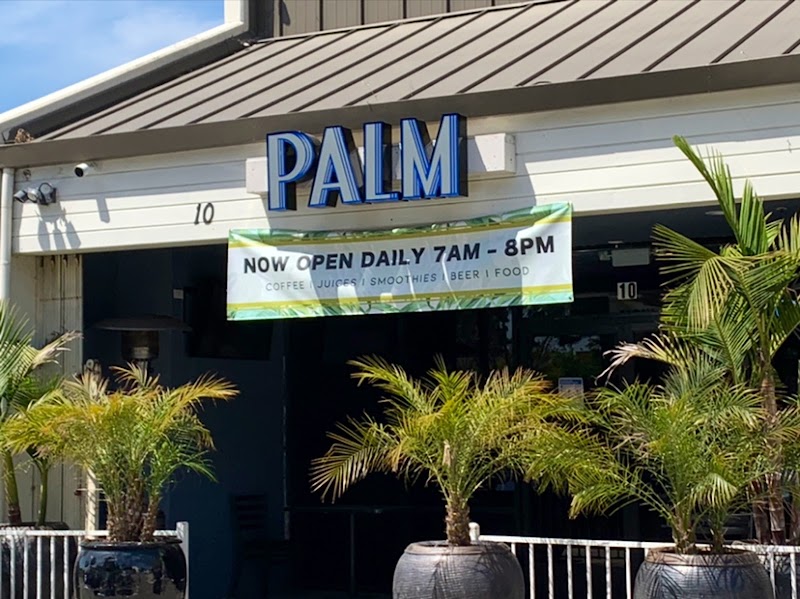 PALM
10
NOW OPEN DAILY 7AM - 8PM
COFFEE | JUICES | SMOOTHIES | BEER | FOOD
10